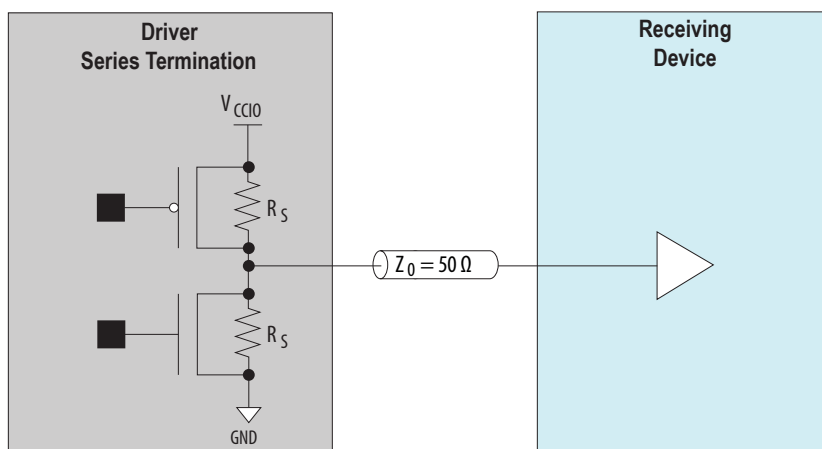 Driver
Series Termination
Receiving
Device
V CCIO
R S
Z 0 = 50 Ω
R S
GND